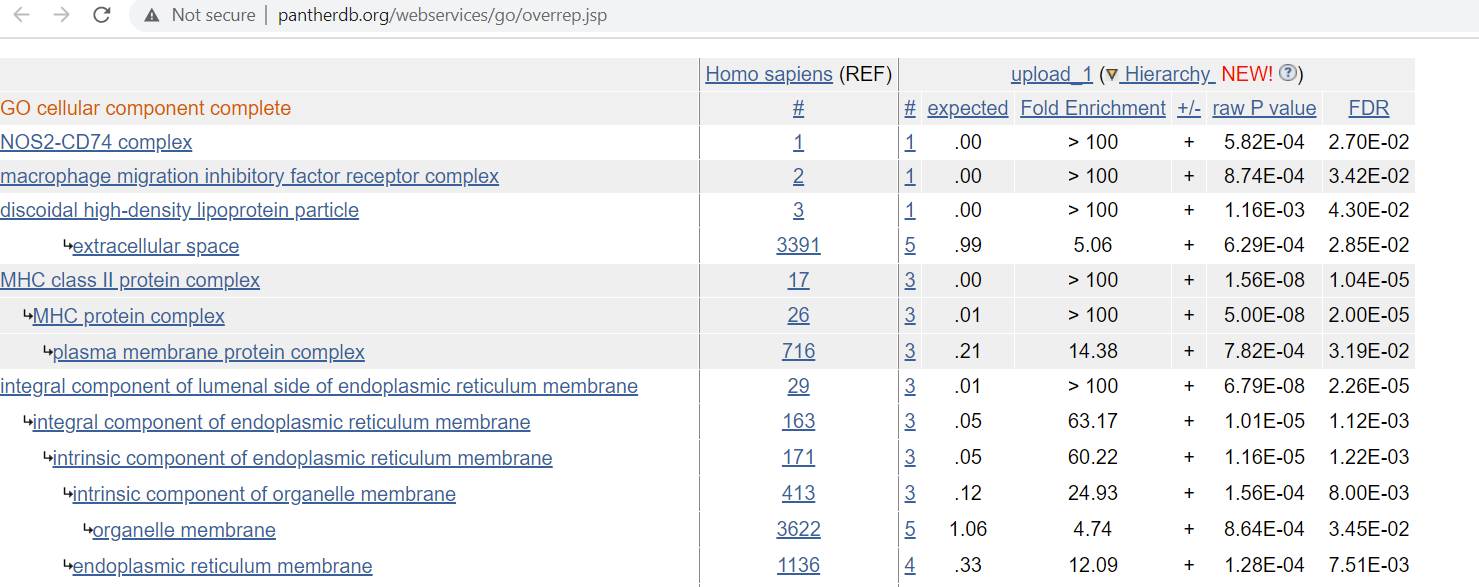 Not secure | pantherdb.org/webservices/go/overrep.jsp
Homo sapiens (REF) upload_1 (▼ Hierarchy NEW! ?)
GO cellular component complete # # expected Fold Enrichment +/- raw P value FDR
NOS2-CD74 complex 1 1 .00 > 100 + 5.82E-04 2.70E-02
macrophage migration inhibitory factor receptor complex 2 1 .00 > 100 + 8.74E-04 3.42E-02
discoidal high-density lipoprotein particle 3 1 .00 > 100 + 1.16E-03 4.30E-02
↳extracellular space 3391 5 .99 5.06 + 6.29E-04 2.85E-02
MHC class II protein complex 17 3 .00 > 100 + 1.56E-08 1.04E-05
↳MHC protein complex 26 3 .01 > 100 + 5.00E-08 2.00E-05
↳plasma membrane protein complex 716 3 .21 14.38 + 7.82E-04 3.19E-02
integral component of lumenal side of endoplasmic reticulum membrane 29 3 .01 > 100 + 6.79E-08 2.26E-05
↳integral component of endoplasmic reticulum membrane 163 3 .05 63.17 + 1.01E-05 1.12E-03
↳intrinsic component of endoplasmic reticulum membrane 171 3 .05 60.22 + 1.16E-05 1.22E-03
↳intrinsic component of organelle membrane 413 3 .12 24.93 + 1.56E-04 8.00E-03
↳organelle membrane 3622 5 1.06 4.74 + 8.64E-04 3.45E-02
↳endoplasmic reticulum membrane 1136 4 .33 12.09 + 1.28E-04 7.51E-03